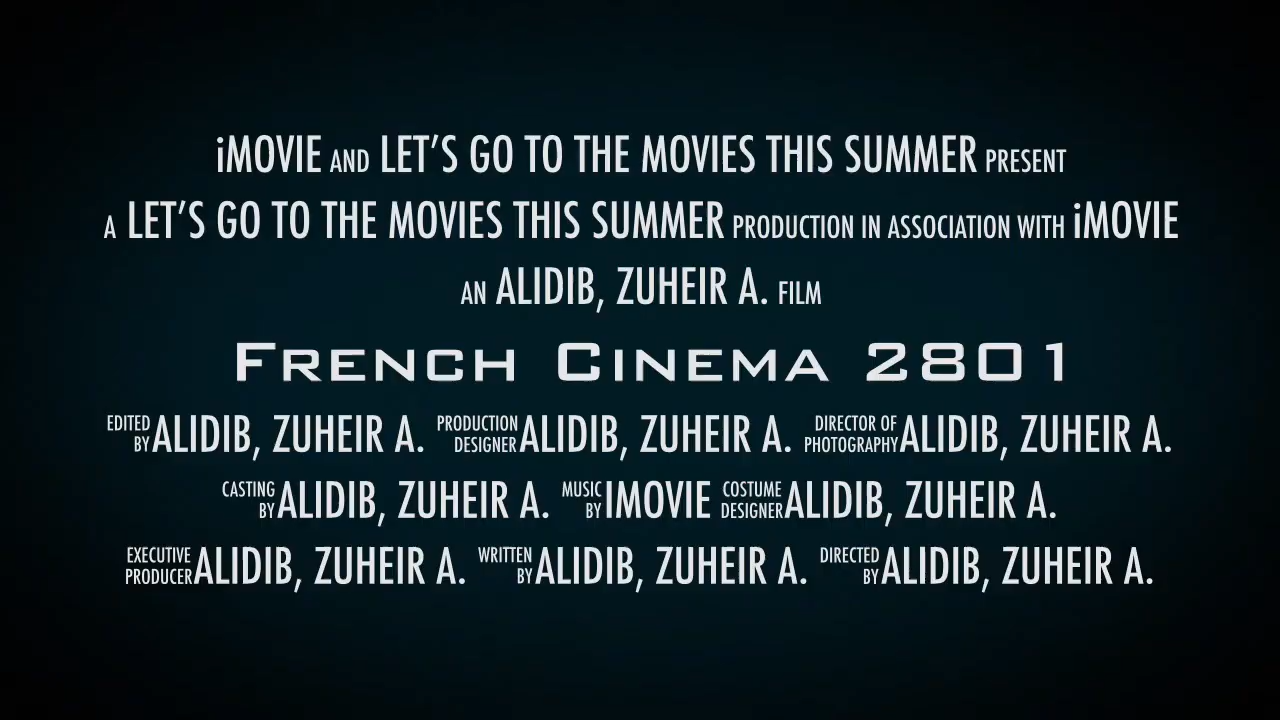 iMOVIE AND LET'S GO TO THE MOVIES THIS SUMMER PRESENT
A LET'S GO TO THE MOVIES THIS SUMMER PRODUCTION IN ASSOCIATION WITH iMOVIE
AN ALIDIB, ZUHEIR A. FILM
FRENCH CINEMA 2801
EDITED BY ALIDIB, ZUHEIR A. PRODUCTION DESIGNER ALIDIB, ZUHEIR A. DIRECTOR OF PHOTOGRAPHY ALIDIB, ZUHEIR A.
CASTING BY ALIDIB, ZUHEIR A. MUSIC BY IMOVIE COSTUME DESIGNER ALIDIB, ZUHEIR A.
EXECUTIVE PRODUCER ALIDIB, ZUHEIR A. WRITTEN BY ALIDIB, ZUHEIR A. DIRECTED BY ALIDIB, ZUHEIR A.